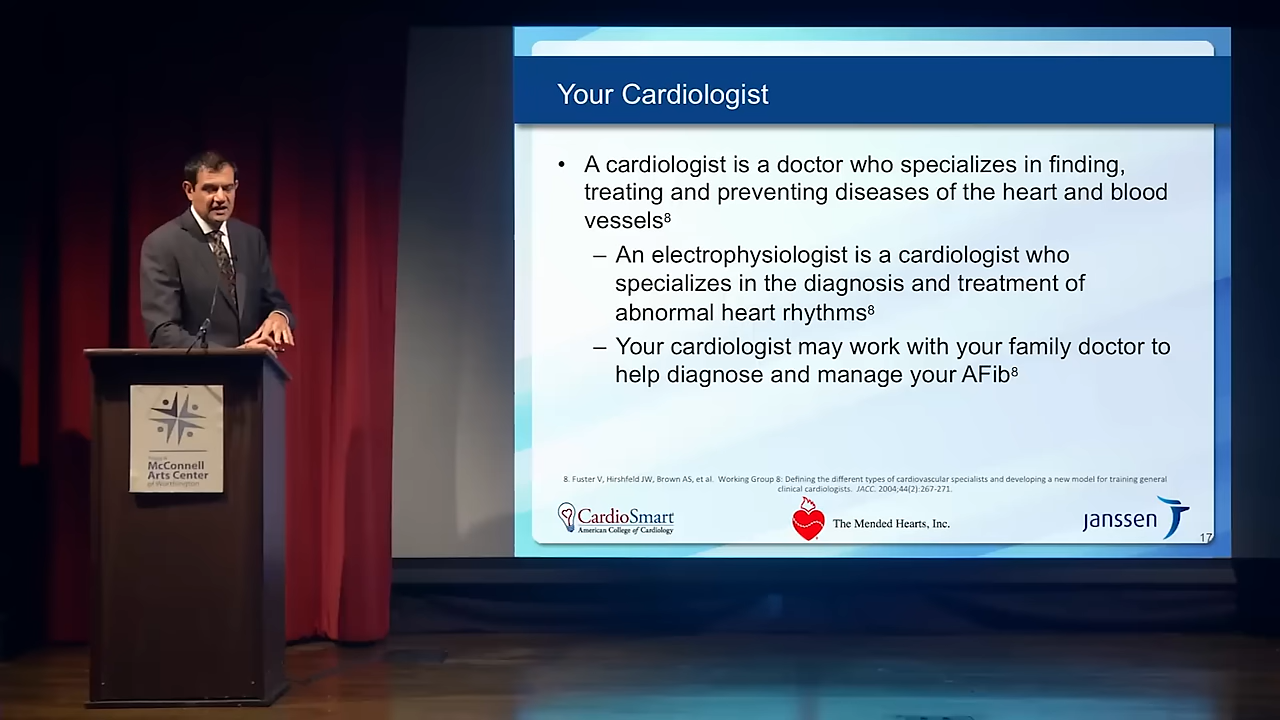 Your Cardiologist
• A cardiologist is a doctor who specializes in finding,
treating and preventing diseases of the heart and blood
vessels8
– An electrophysiologist is a cardiologist who
specializes in the diagnosis and treatment of
abnormal heart rhythms8
– Your cardiologist may work with your family doctor to
help diagnose and manage your AFib8
8. Fuster V, Hirshfeld JW, Brown AS, et al. Working Group 8: Defining the different types of cardiovascular specialists and developing a new model for training general
clinical cardiologists. JACC. 2004;44(2):267-271.
CardioSmart
American College of Cardiology
The Mended Hearts, Inc.
janssen
17
McConnell
Arts Center
of Worthington